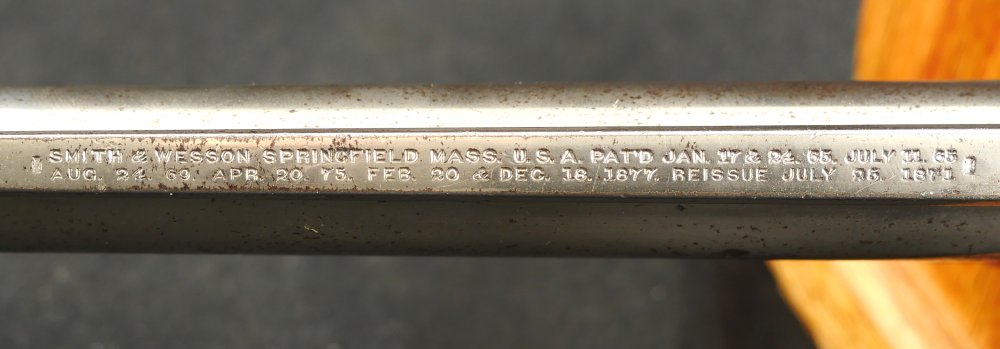 SMITH & WESSON SPRINGFIELD MASS. U.S.A. PAT'D JAN. 17 & 24. 65. JULY 11. 65
AUG. 24. 69. APR. 20. 75. FEB. 20 & DEC. 18. 1877. REISSUE JULY 25. 1871.